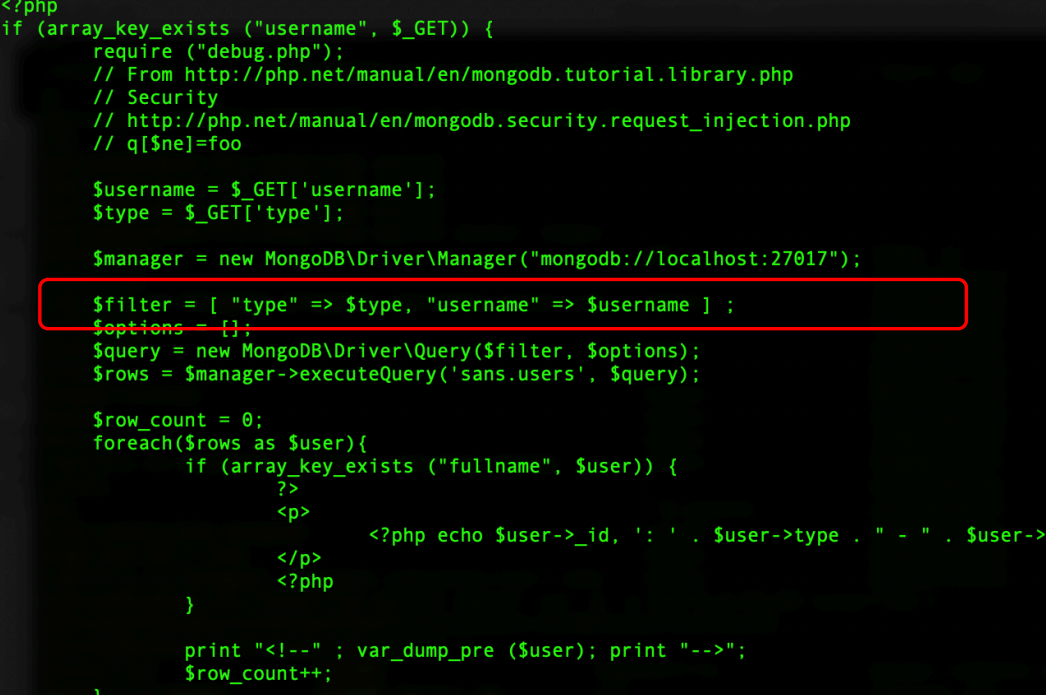 <?php
if (array_key_exists ("username", $_GET)) {
require ("debug.php");
// From http://php.net/manual/en/mongodb.tutorial.library.php
// Security
// http://php.net/manual/en/mongodb.security.request_injection.php
// q[$ne]=foo
$username = $_GET['username'];
$type = $_GET['type'];
$manager = new MongoDB\Driver\Manager("mongodb://localhost:27017");
$filter = [ "type" => $type, "username" => $username ] ;
$options = [];
$query = new MongoDB\Driver\Query($filter, $options);
$rows = $manager->executeQuery('sans.users', $query);
$row_count = 0;
foreach($rows as $user){
if (array_key_exists ("fullname", $user)) {
?>
<p>
<?php echo $user->_id, ': ' . $user->type . " - " . $user->
</p>
<?php
}
print "<!--" ; var_dump_pre ($user); print "-->";
$row_count++;
}